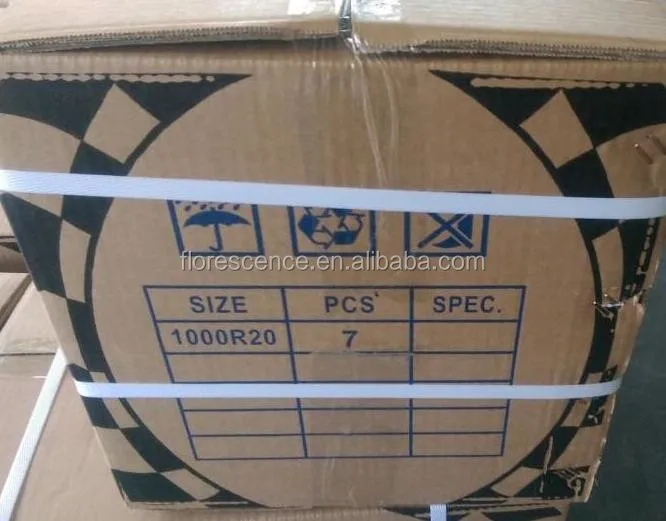 florescence.en.alibaba.com
SIZE PCS' SPEC.
1000R20 7